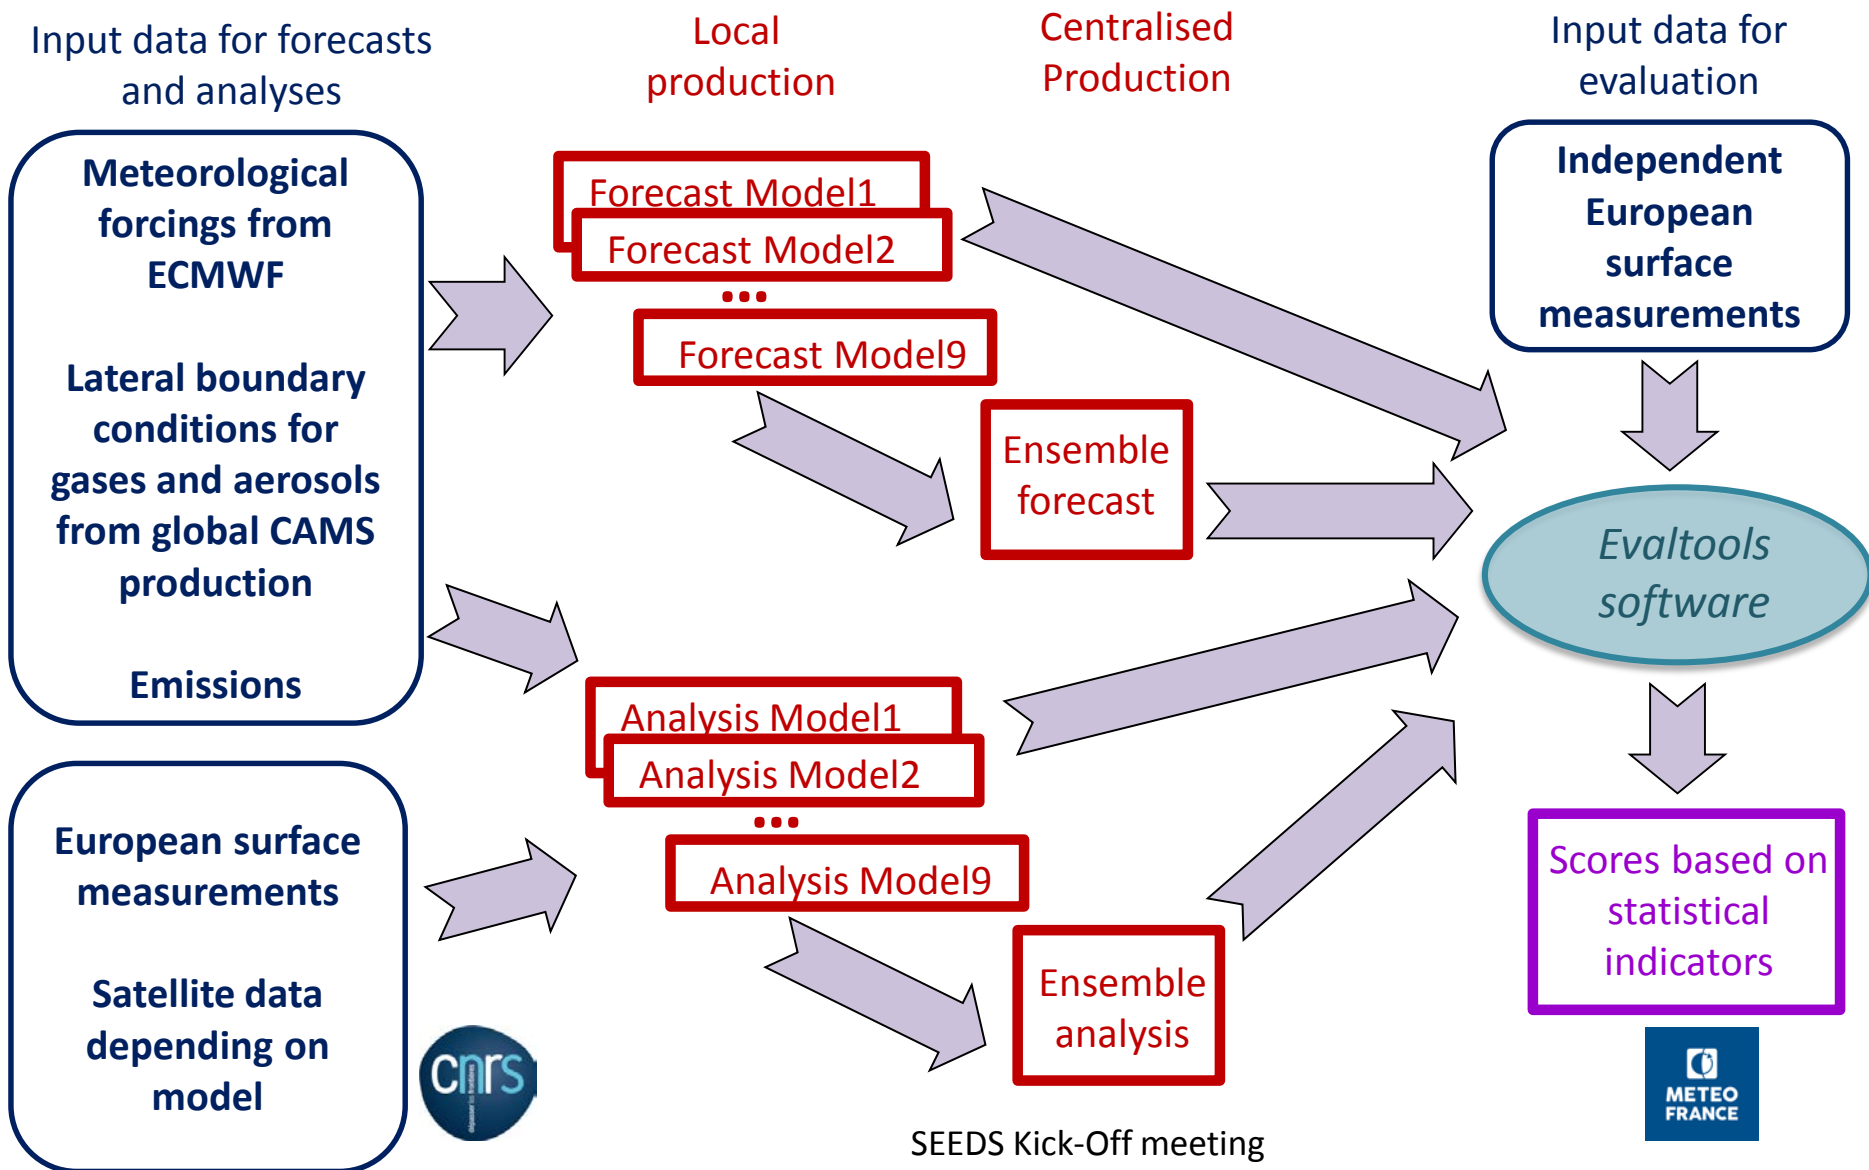 Input data for forecasts
and analyses
Local
production
Centralised
Production
Input data for
evaluation
Meteorological
forcings from
ECMWF
Lateral boundary
conditions for
gases and aerosols
from global CAMS
production
Emissions
European surface
measurements
Satellite data
depending on
model
Forecast Model1
Forecast Model2
...
Forecast Model9
Ensemble
forecast
Analysis Model1
Analysis Model2
...
Analysis Model9
Ensemble
analysis
Independent
European
surface
measurements
Evaltools
software
Scores based on
statistical
indicators
cnrs
dépasser les frontières
METEO
FRANCE
SEEDS Kick-Off meeting